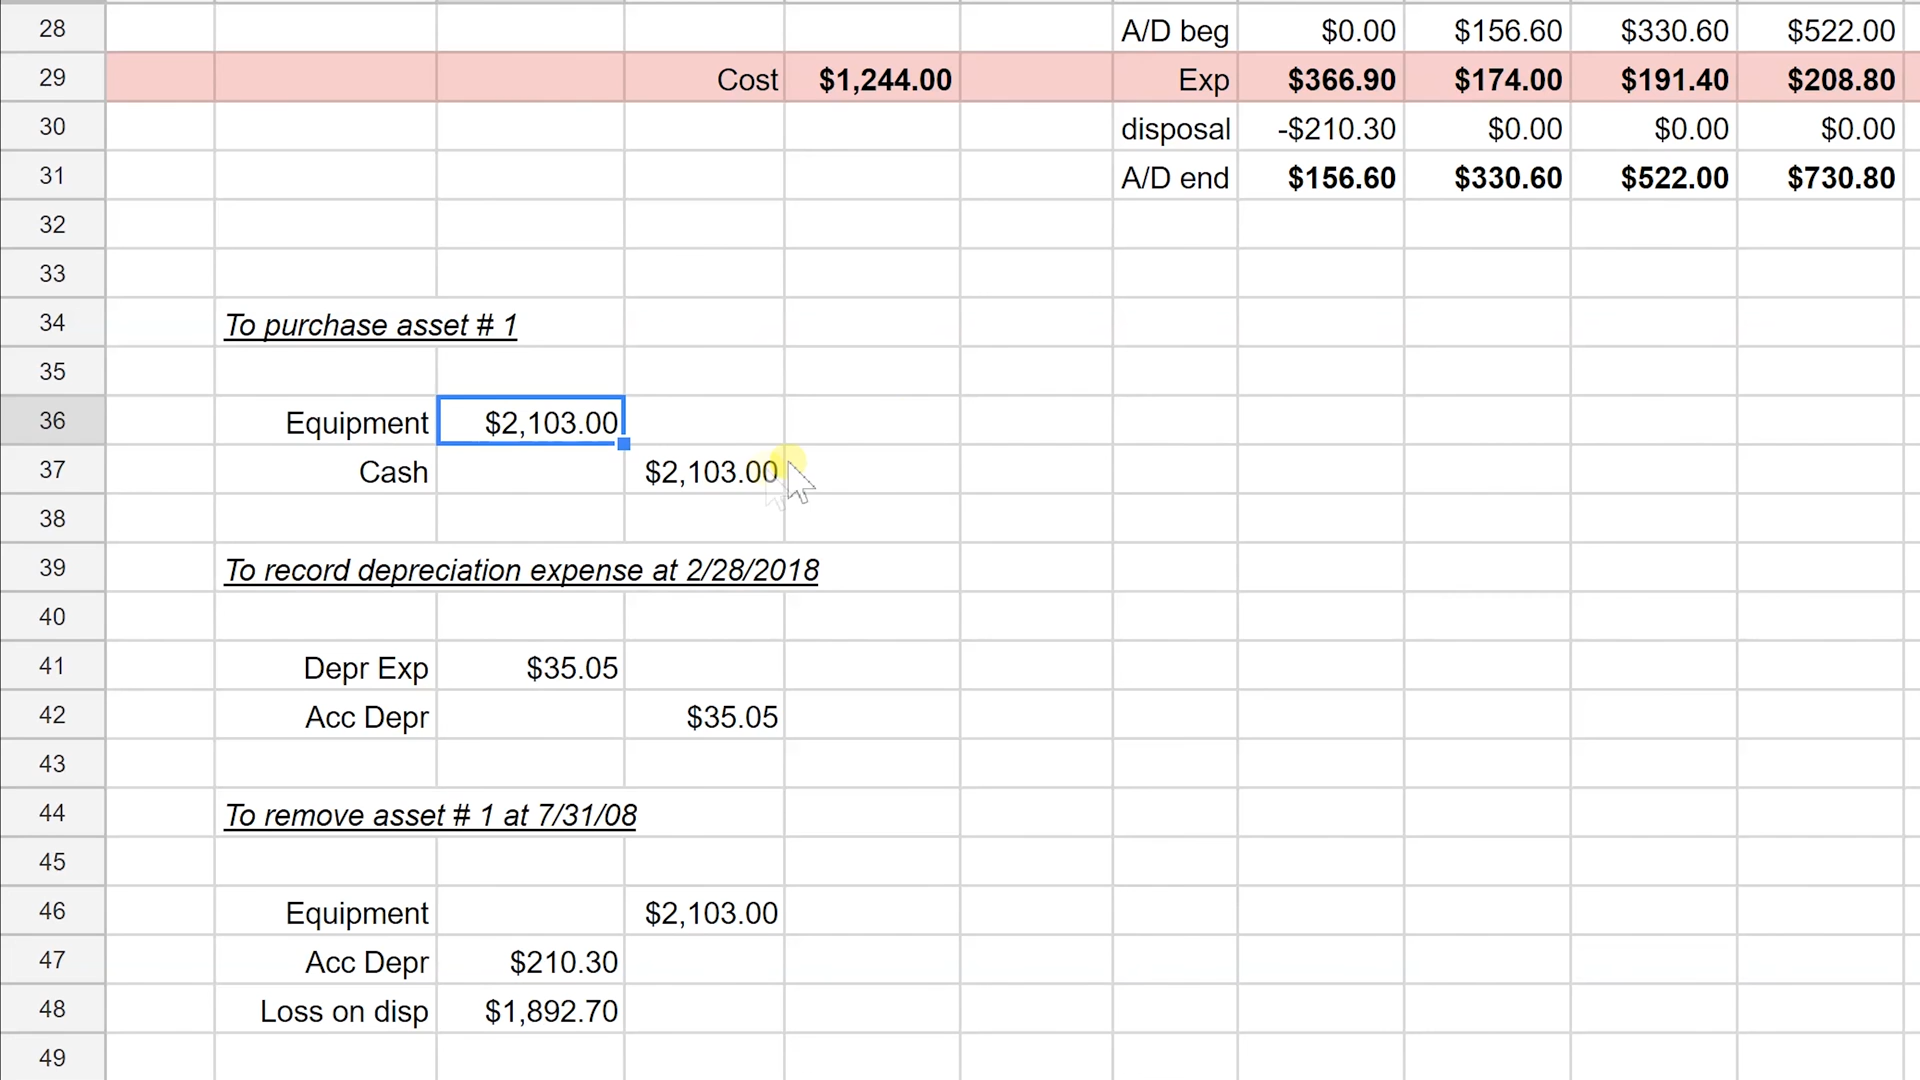 28 A/D beg $0.00 $156.60 $330.60 $522.00
29 Cost $1,244.00 Exp $366.90 $174.00 $191.40 $208.80
30 disposal -$210.30 $0.00 $0.00 $0.00
31 A/D end $156.60 $330.60 $522.00 $730.80
32
33
34 To purchase asset # 1
35
36 Equipment $2,103.00
37 Cash $2,103.00
38
39 To record depreciation expense at 2/28/2018
40
41 Depr Exp $35.05
42 Acc Depr $35.05
43
44 To remove asset # 1 at 7/31/08
45
46 Equipment $2,103.00
47 Acc Depr $210.30
48 Loss on disp $1,892.70
49